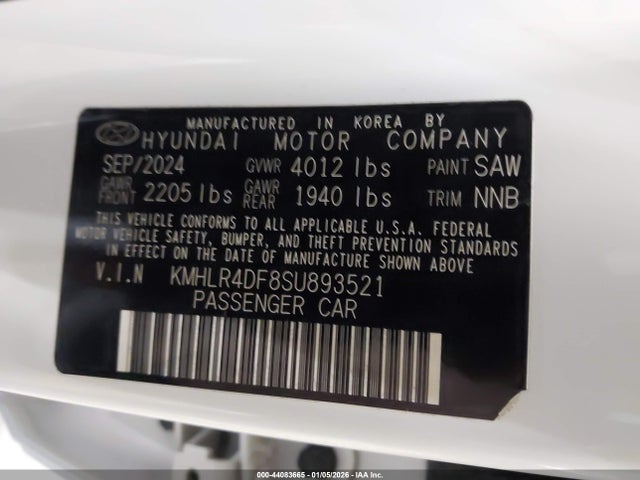 MANUFACTURED IN KOREA BY
HYUNDAI MOTOR COMPANY
SEP/2024 GVWR 4012 lbs PAINT SAW
GAWR FRONT 2205 lbs GAWR REAR 1940 lbs TRIM NNB
THIS VEHICLE CONFORMS TO ALL APPLICABLE U.S.A. FEDERAL
MOTOR VEHICLE SAFETY, BUMPER, AND THEFT PREVENTION STANDARDS
IN EFFECT ON THE DATE OF MANUFACTURE SHOWN ABOVE
V.I.N KMHLR4DF8SU893521
PASSENGER CAR
000-44083665 - 01/05/2026 - IAA Inc.